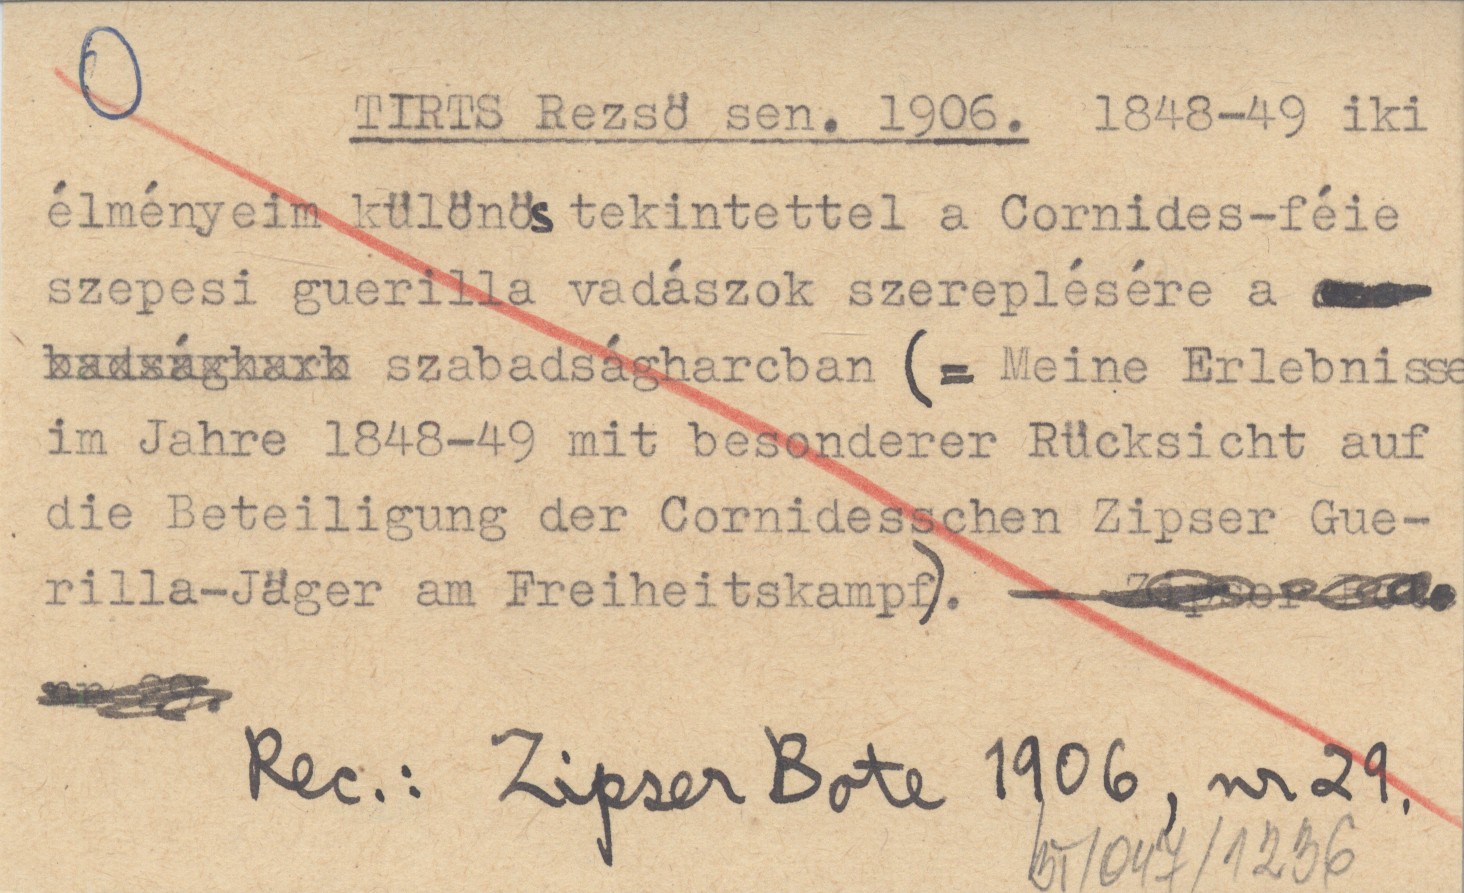 TIRTS Rezső sen. 1906. 1848-49 iki
élményeim különös tekintettel a Cornides-féie
szepesi guerilla vadászok szereplésére a
szabadságharcban (= Meine Erlebnisse
im Jahre 1848-49 mit besonderer Rücksicht auf
die Beteiligung der Cornidesschen Zipser Gue-
rilla-Jäger am Freiheitskampf).
Rec.: Zipser Bote 1906, nr 29.
/047/1236